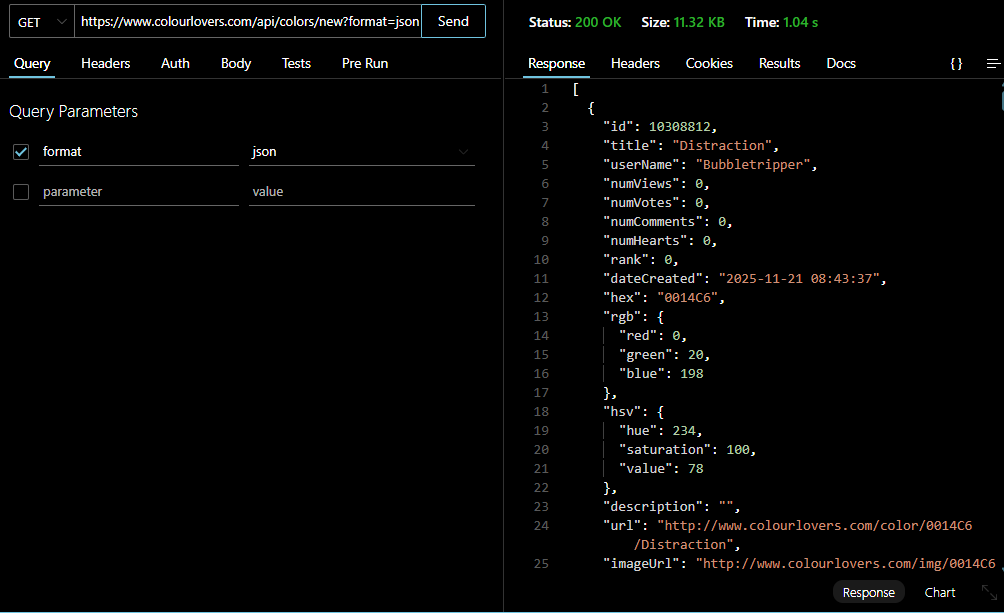 GET https://www.colourlovers.com/api/colors/new?format=json Send
Query Headers Auth Body Tests Pre Run
Query Parameters
format json
parameter value
Status: 200 OK Size: 11.32 KB Time: 1.04 s
Response Headers Cookies Results Docs { }
1 [
2 {
3 "id": 10308812,
4 "title": "Distraction",
5 "userName": "Bubbletripper",
6 "numViews": 0,
7 "numVotes": 0,
8 "numComments": 0,
9 "numHearts": 0,
10 "rank": 0,
11 "dateCreated": "2025-11-21 08:43:37",
12 "hex": "0014C6",
13 "rgb": {
14 "red": 0,
15 "green": 20,
16 "blue": 198
17 },
18 "hsv": {
19 "hue": 234,
20 "saturation": 100,
21 "value": 78
22 },
23 "description": "",
24 "url": "http://www.colourlovers.com/color/0014C6
/Distraction",
25 "imageUrl": "http://www.colourlovers.com/img/0014C6
Response Chart